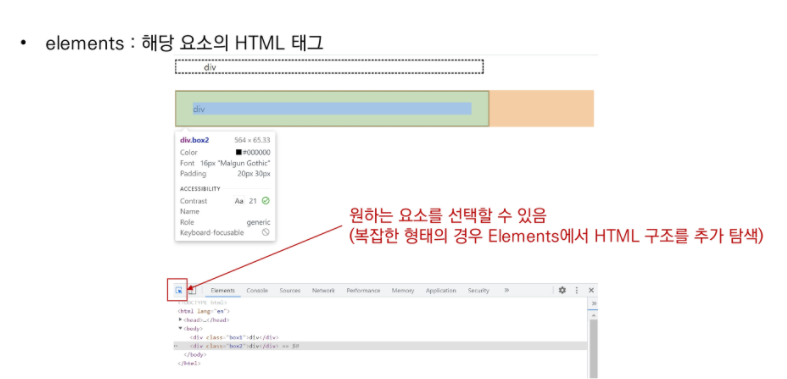 • elements : 해당 요소의 HTML 태그
div
div
div.box2 564 × 65.33
Color #000000
Font 16px "Malgun Gothic"
Padding 20px 30px
ACCESSIBILITY
Contrast Aa 21
Name
Role generic
Keyboard-focusable
원하는 요소를 선택할 수 있음
(복잡한 형태의 경우 Elements에서 HTML 구조를 추가 탐색)
Elements Console Sources Network Performance Memory Application Security »
<!DOCTYPE html>
<html lang="en">
▶<head>…</head>
▼<body>
<div class="box1">div</div>
<div class="box2">div</div> == $0
</body>
</html>